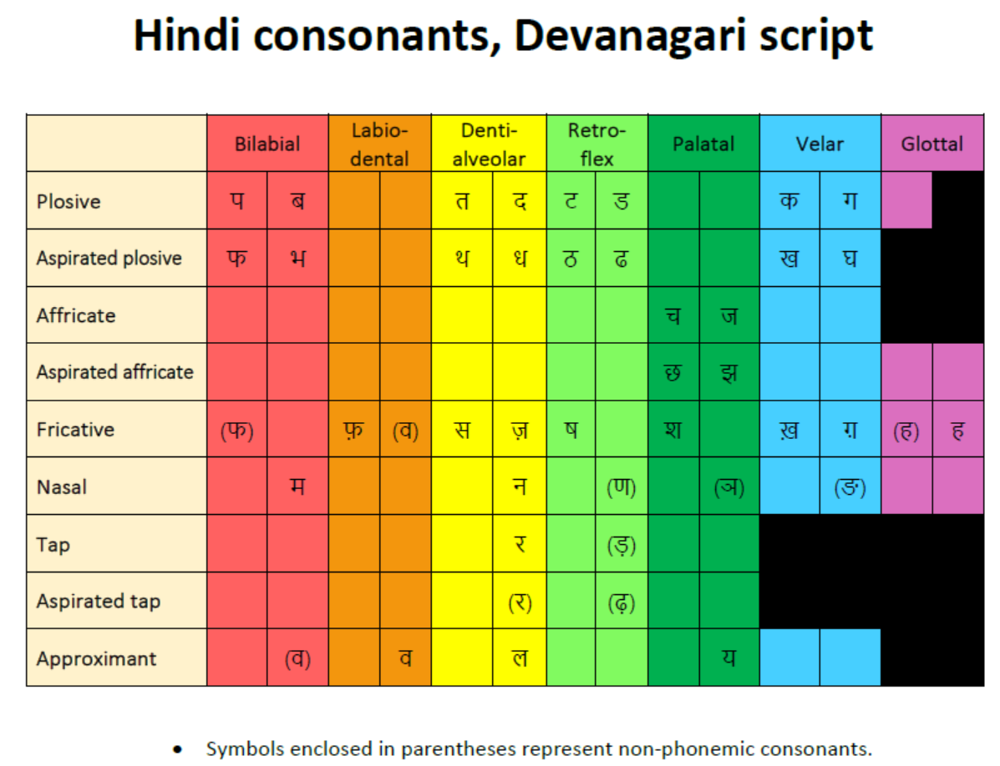 Hindi consonants, Devanagari script
Bilabial Labio-dental Denti-alveolar Retro-flex Palatal Velar Glottal
Plosive प ब त द ट ड क ग
Aspirated plosive फ भ थ ध ठ ढ ख घ
Affricate च ज
Aspirated affricate छ झ
Fricative (फ) फ़ (व) स ज़ ष श ख़ ग़ (ह) ह
Nasal म न (ण) (ञ) (ङ)
Tap र (ड़)
Aspirated tap (र) (ढ़)
Approximant (व) व ल य
• Symbols enclosed in parentheses represent non-phonemic consonants.